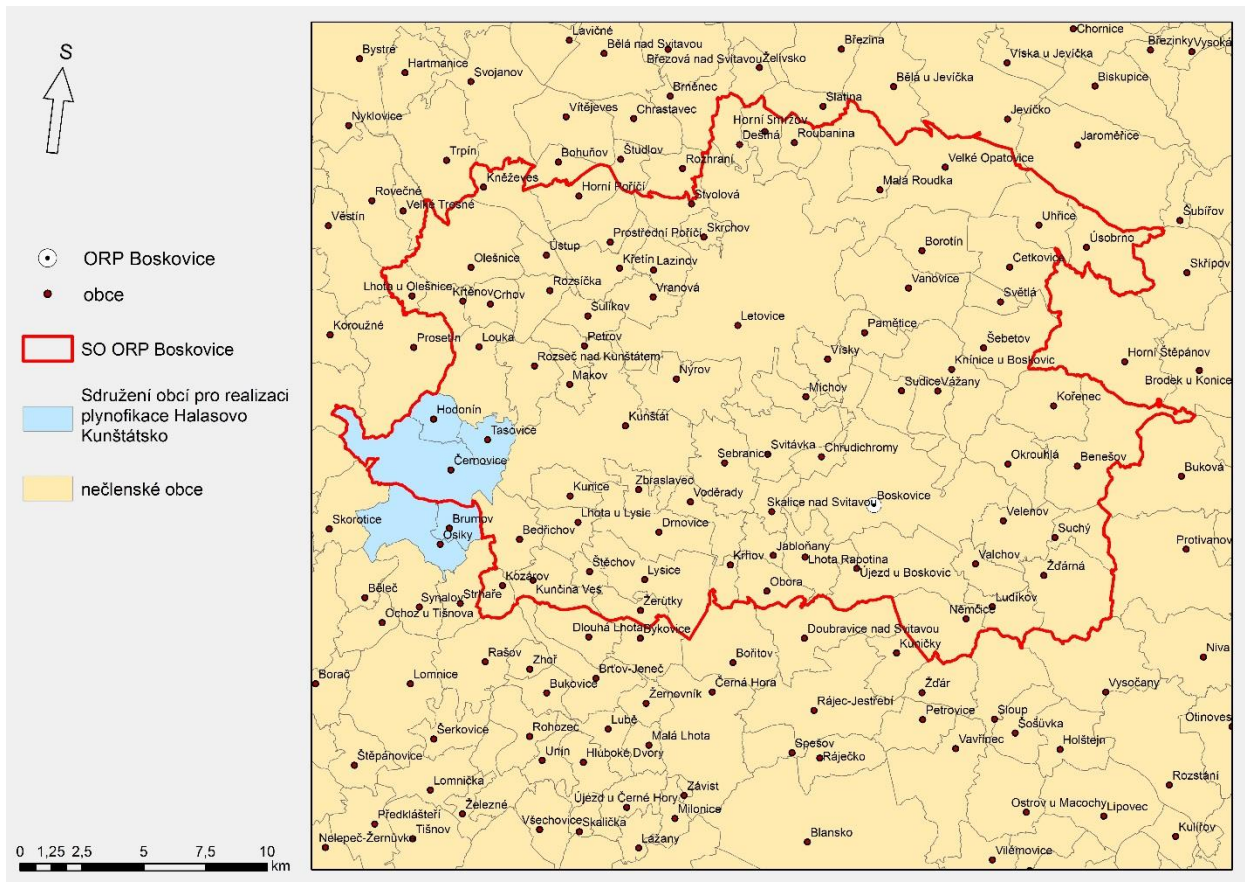 S
ORP Boskovice
obce
SO ORP Boskovice
Sdružení obcí pro realizaci
plynofikace Halasovo
Kunštátsko
nečlenské obce
0 1,25 2,5 5 7,5 10
km
Lavičné
Chornice
Bystré
Bělá nad Svitavou
Březina
Březinky
Vysoká
Březová nad Svitavou
Želivsko
Víska u Jevíčka
Hartmanice
Svojanov
Bělá u Jevíčka
Biskupice
Brněnec
Slatina
Vítějeves
Chrastavec
Horní Smržov
Jevíčko
Nyklovice
Deštná
Roubanina
Jaroměřice
Trpín
Bohuňov
Študlov
Rozhraní
Velké Opatovice
Kněževes
Horní Poříčí
Malá Roudka
Rovečné
Velké Tresné
Stvolová
Věstín
Uhřice
Šubířov
Prostřední Poříčí
Skrchov
Úsobrno
Ústup
Borotín
Olešnice
Křetín
Lazinov
Cetkovice
Skřípov
Lhota u Olešnice
Křtěnov
Crhov
Rozsíčka
Vranová
Vanovice
Světlá
Sulíkov
Letovice
Koroužné
Prosetín
Louka
Petrov
Pamětice
Šebetov
Rozseč nad Kunštátem
Vísky
Knínice u Boskovic
Horní Štěpánov
Makov
Nýrov
Brodek u Konice
Míchov
Sudice
Vážany
Hodonín
Kunštát
Kořenec
Tasovice
Černovice
Sebranice
Svitávka
Chrudichromy
Okrouhlá
Benešov
Buková
Kunice
Zbraslavec
Voděrady
Skalice nad Svitavou
Boskovice
Skorotice
Brumov
Lhota u Lysic
Velenov
Osiky
Bedřichov
Drnovice
Suchý
Protivanov
Jabloňany
Štěchov
Krhov
Lhota Rapotina
Valchov
Běleč
Kozárov
Kunčina Ves
Lysice
Obora
Újezd u Boskovic
Žďárná
Synalov
Strhaře
Ludíkov
Ochoz u Tišnova
Žerůtky
Němčice
Dlouhá Lhota
Býkovice
Doubravice nad Svitavou
Kuničky
Rašov
Zhoř
Bořitov
Niva
Borač
Lomnice
Brťov-Jeneč
Bukovice
Černá Hora
Žďár
Vysočany
Žernovník
Rájec-Jestřebí
Petrovice
Sloup
Otinoves
Šerkovice
Rohozec
Lubě
Šošůvka
Malá Lhota
Vavřinec
Holštejn
Štěpánovice
Unín
Hluboké Dvory
Spešov
Ráječko
Lomnička
Závist
Rozstání
Železné
Újezd u Černé Hory
Ostrov u Macochy
Lipovec
Předklášteří
Milonice
Tišnov
Všechovice
Skalička
Blansko
Kulířov
Nelepeč-Žernůvka
Lažany
Vilémovice